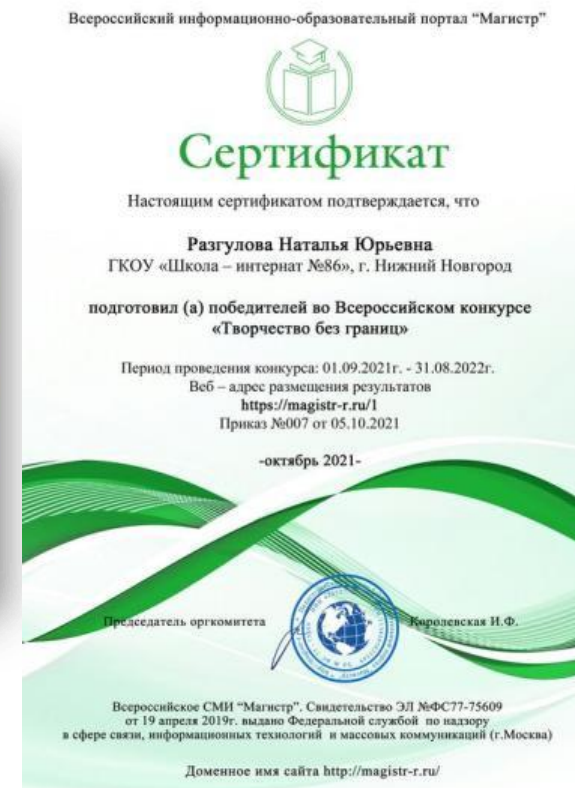 Всероссийский информационно-образовательный портал “Магистр”
Сертификат
Настоящим сертификатом подтверждается, что
Разгулова Наталья Юрьевна
ГКОУ «Школа – интернат №86», г. Нижний Новгород
подготовил (а) победителей во Всероссийском конкурсе
«Творчество без границ»
Период проведения конкурса: 01.09.2021г. - 31.08.2022г.
Веб – адрес размещения результатов
https://magistr-r.ru/1
Приказ №007 от 05.10.2021
-октябрь 2021-
Председатель оргкомитета
Королевская И.Ф.
Всероссийское СМИ “Магистр”. Свидетельство ЭЛ №ФС77-75609
от 19 апреля 2019г. выдано Федеральной службой по надзору
в сфере связи, информационных технологий и массовых коммуникаций (г.Москва)
Доменное имя сайта http://magistr-r.ru/